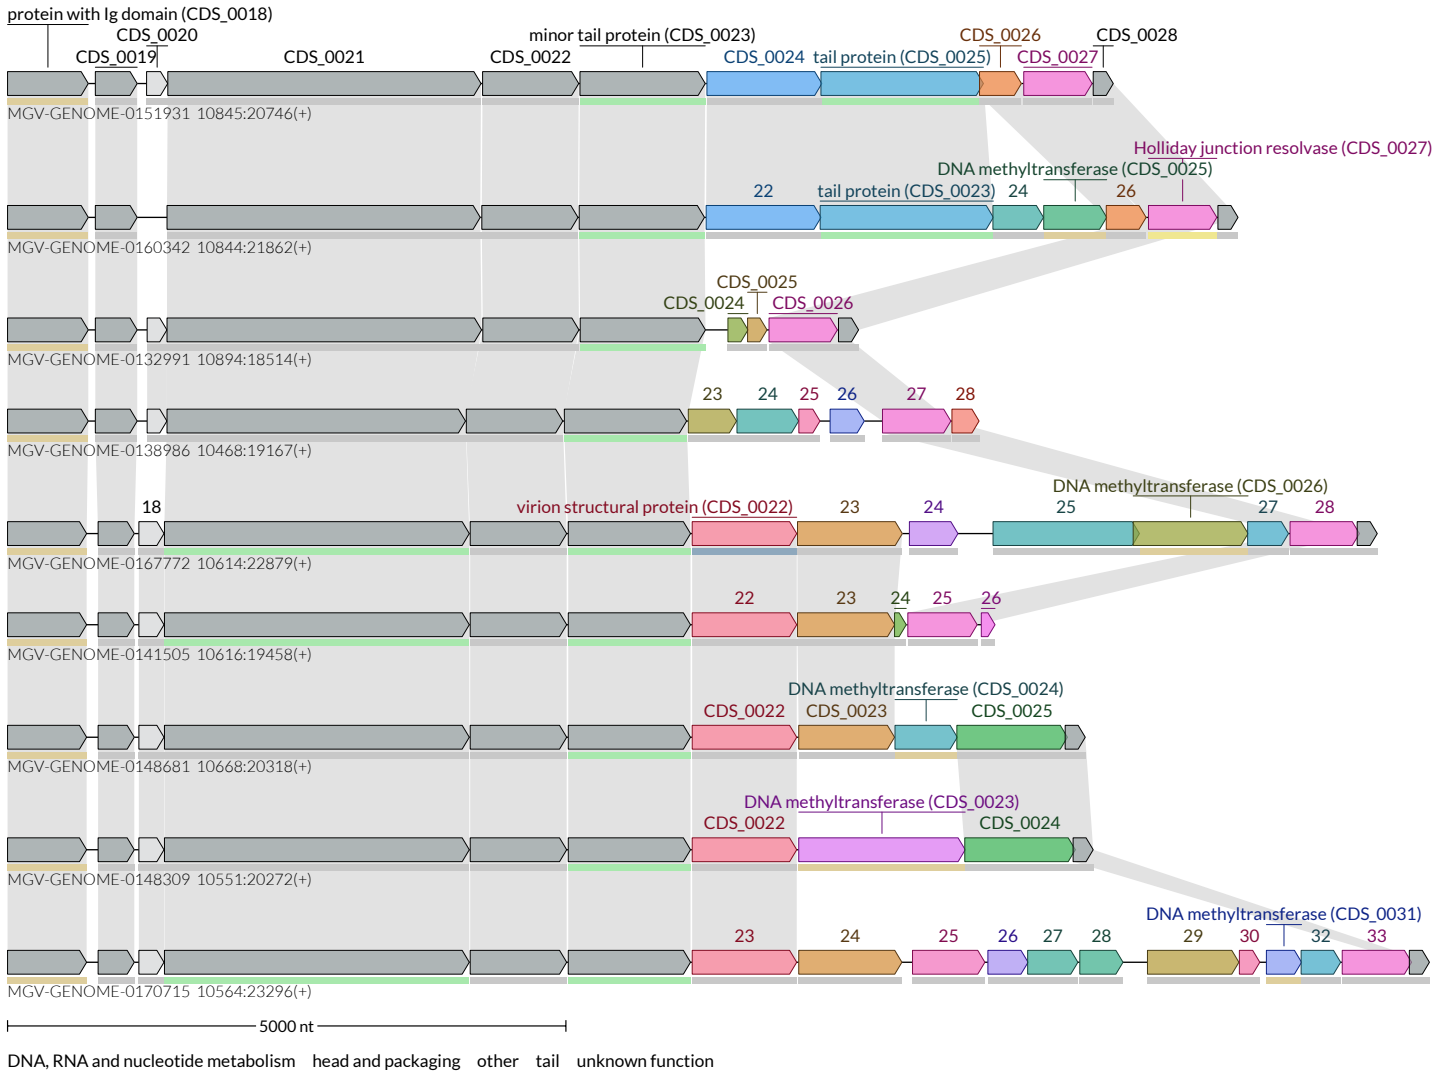 protein with Ig domain (CDS_0018)
CDS_0020
minor tail protein (CDS_0023)
CDS_0026
CDS_0028
CDS_0019
CDS_0021
CDS_0022
CDS_0024
tail protein (CDS_0025)
CDS_0027
MGV-GENOME-0151931 10845:20746(+)
Holliday junction resolvase (CDS_0027)
DNA methyltransferase (CDS_0025)
22
tail protein (CDS_0023)
24
26
MGV-GENOME-0160342 10844:21862(+)
CDS_0025
CDS_0024
CDS_0026
MGV-GENOME-0132991 10894:18514(+)
23
24
25
26
27
28
MGV-GENOME-0138986 10468:19167(+)
DNA methyltransferase (CDS_0026)
18
virion structural protein (CDS_0022)
23
24
25
27
28
MGV-GENOME-0167772 10614:22879(+)
22
23
24
25
26
MGV-GENOME-0141505 10616:19458(+)
DNA methyltransferase (CDS_0024)
CDS_0022
CDS_0023
CDS_0025
MGV-GENOME-0148681 10668:20318(+)
DNA methyltransferase (CDS_0023)
CDS_0022
CDS_0024
MGV-GENOME-0148309 10551:20272(+)
DNA methyltransferase (CDS_0031)
23
24
25
26
27
28
29
30
32
33
MGV-GENOME-0170715 10564:23296(+)
5000 nt
DNA, RNA and nucleotide metabolism head and packaging other tail unknown function